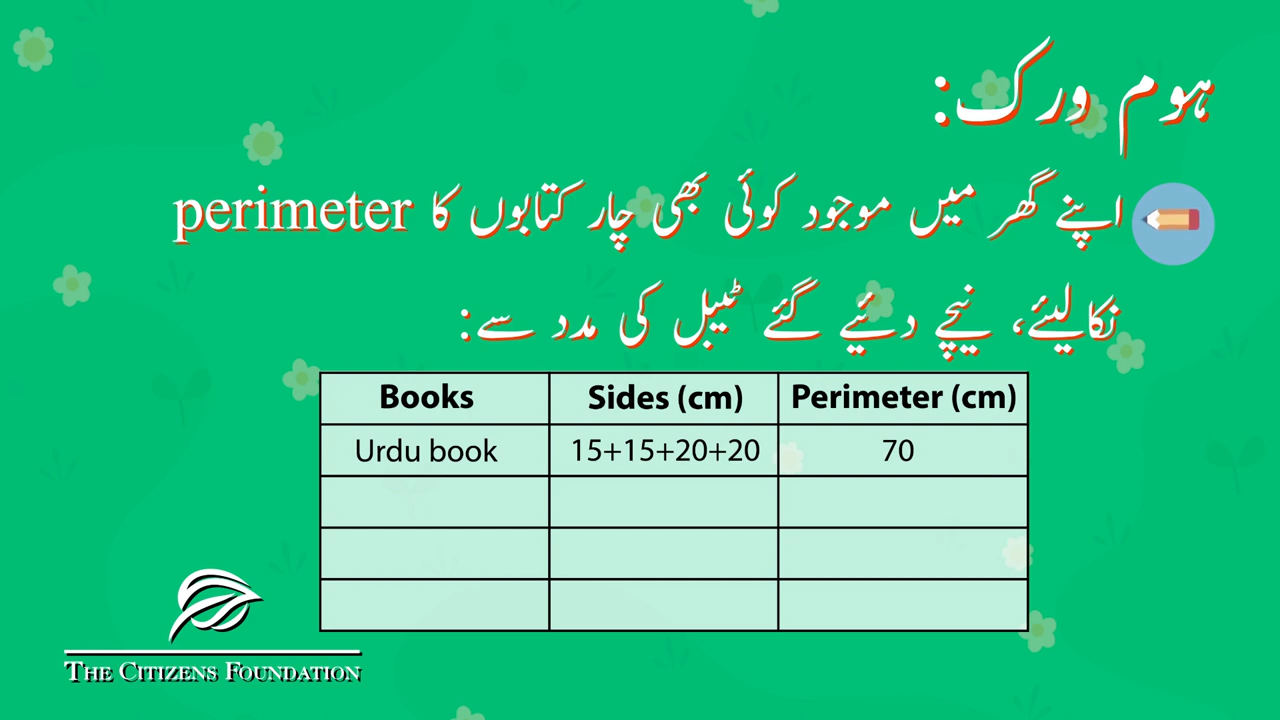 ہوم ورک:
اپنے گھر میں موجود کوئی بھی چار کتابوں کا perimeter
نکالیئے، نیچے دئیے گئے ٹیبل کی مدد سے:
Books Sides (cm) Perimeter (cm)
Urdu book 15+15+20+20 70
THE CITIZENS FOUNDATION